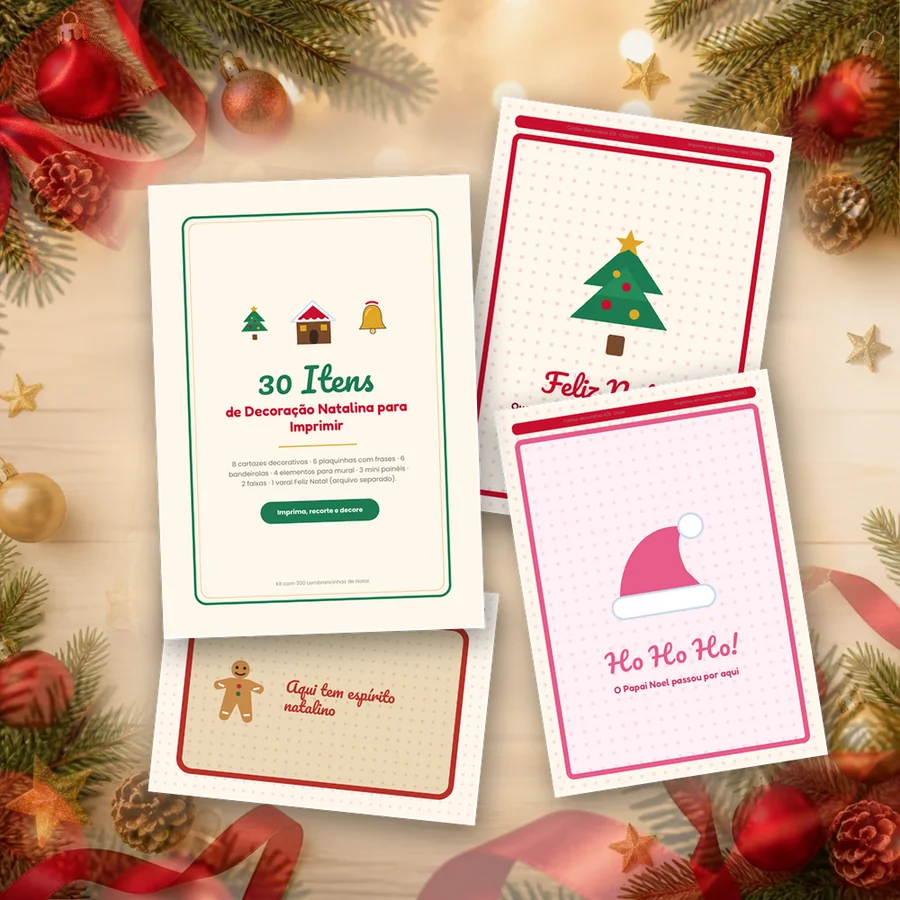 30 Itens
de Decoração Natalina para
Imprimir
8 cartazes decorativos · 6 plaquinhas com frases · 6
bandeirolas · 4 elementos para mural · 3 mini painéis ·
2 faixas · 1 varal Feliz Natal (arquivo separado).
Imprima, recorte e decore
Kit com 300 Lembrancinhas de Natal
Feliz
Aqui tem espírito
natalino
Ho Ho Ho!
O Papai Noel passou por aqui